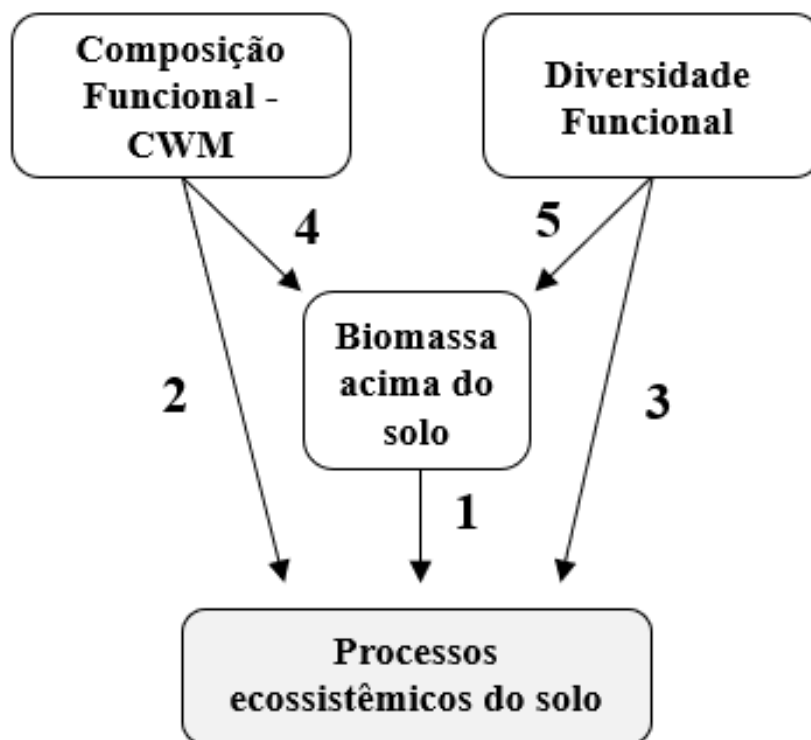 Composição
Funcional -
CWM
Diversidade
Funcional
4
5
Biomassa
acima do
solo
2
3
1
Processos
ecossistêmicos do solo